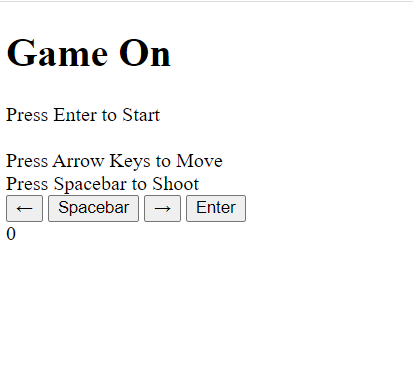 Game On
Press Enter to Start
Press Arrow Keys to Move
Press Spacebar to Shoot
← Spacebar → Enter
0